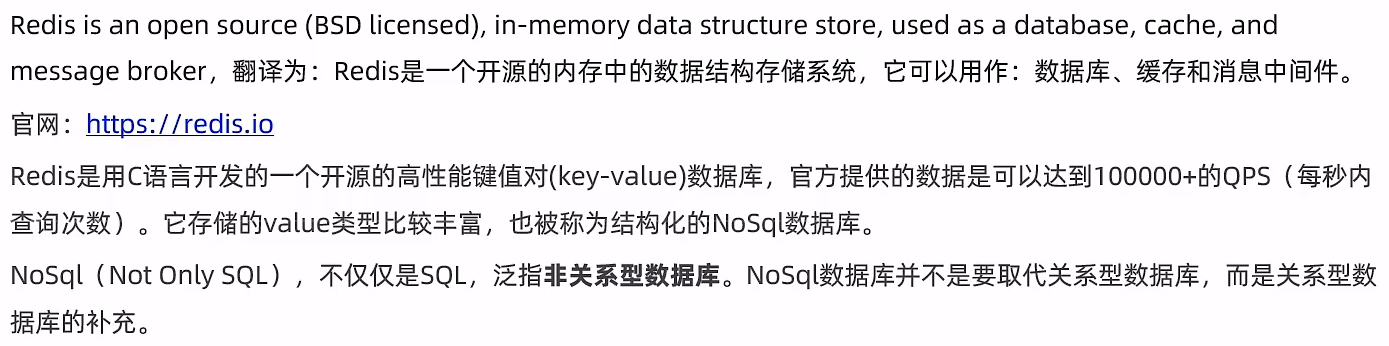 Redis is an open source (BSD licensed), in-memory data structure store, used as a database, cache, and
message broker，翻译为：Redis是一个开源的内存中的数据结构存储系统，它可以用作：数据库、缓存和消息中间件。
官网：https://redis.io
Redis是用C语言开发的一个开源的高性能键值对(key-value)数据库，官方提供的数据是可以达到100000+的QPS（每秒内
查询次数）。它存储的value类型比较丰富，也被称为结构化的NoSql数据库。
NoSql（Not Only SQL），不仅仅是SQL，泛指非关系型数据库。NoSql数据库并不是要取代关系型数据库，而是关系型数
据库的补充。